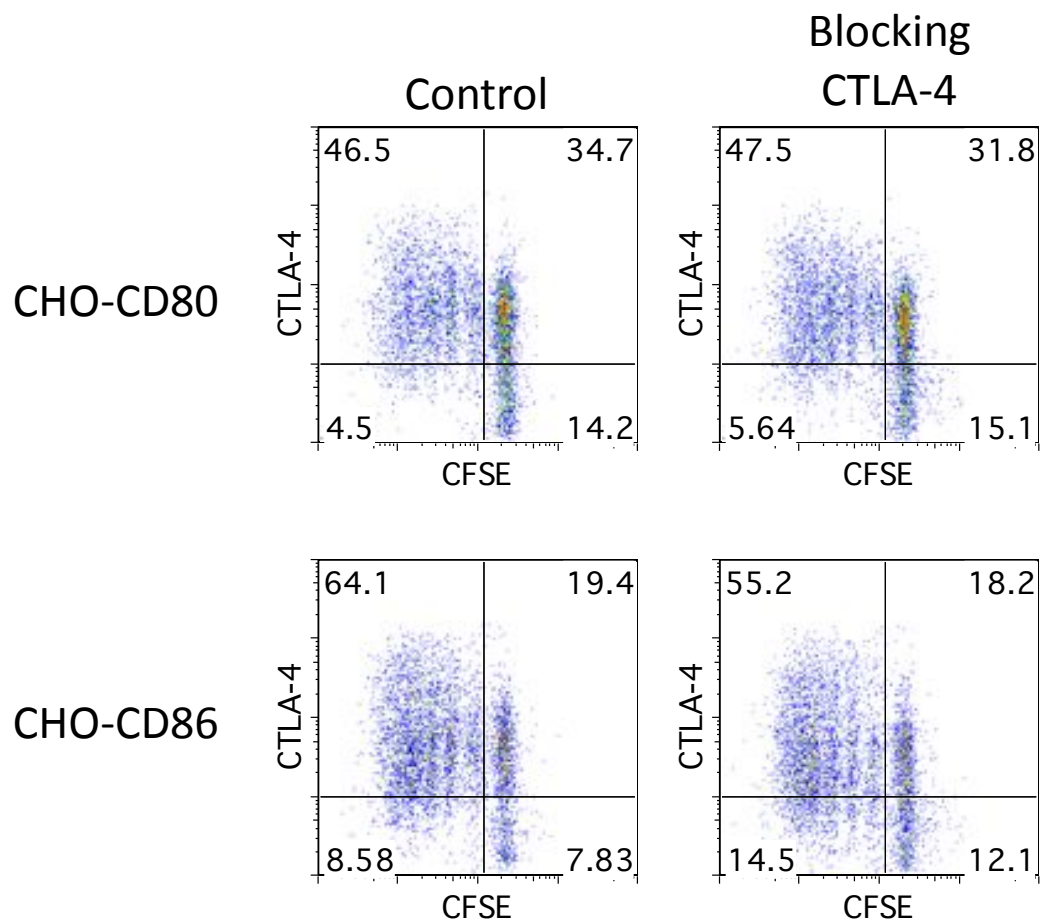 Control
Blocking
CTLA-4
CHO-CD80
46.5
34.7
CTLA-4
4.5
14.2
CFSE
47.5
31.8
CTLA-4
5.64
15.1
CFSE
CHO-CD86
64.1
19.4
CTLA-4
8.58
7.83
CFSE
55.2
18.2
CTLA-4
14.5
12.1
CFSE